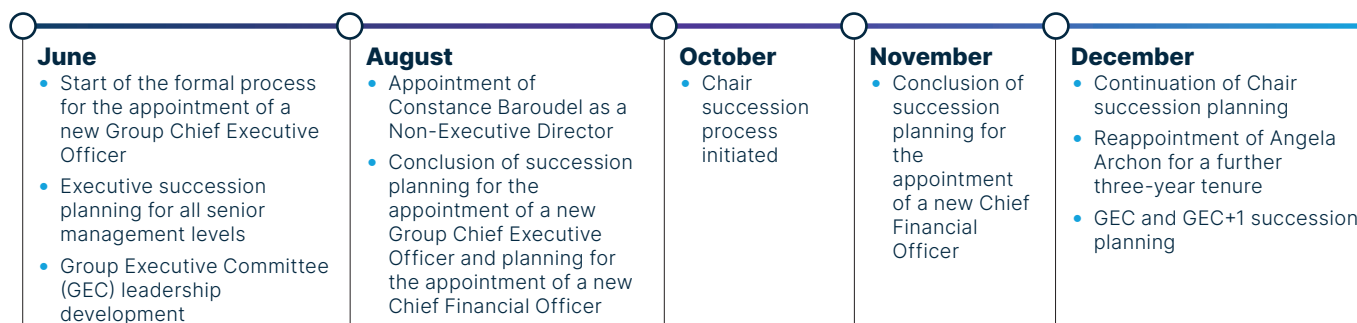 June
Start of the formal process
for the appointment of a
new Group Chief Executive
Officer
Executive succession
planning for all senior
management levels
Group Executive Committee
(GEC) leadership
development
August
Appointment of
Constance Baroudel as a
Non-Executive Director
Conclusion of succession
planning for the
appointment of a new
Group Chief Executive
Officer and planning for
the appointment of a new
Chief Financial Officer
October
Chair
succession
process
initiated
November
Conclusion of
succession
planning for
the
appointment
of a new Chief
Financial
Officer
December
Continuation of Chair
succession planning
Reappointment of Angela
Archon for a further
three-year tenure
GEC and GEC+1 succession
planning